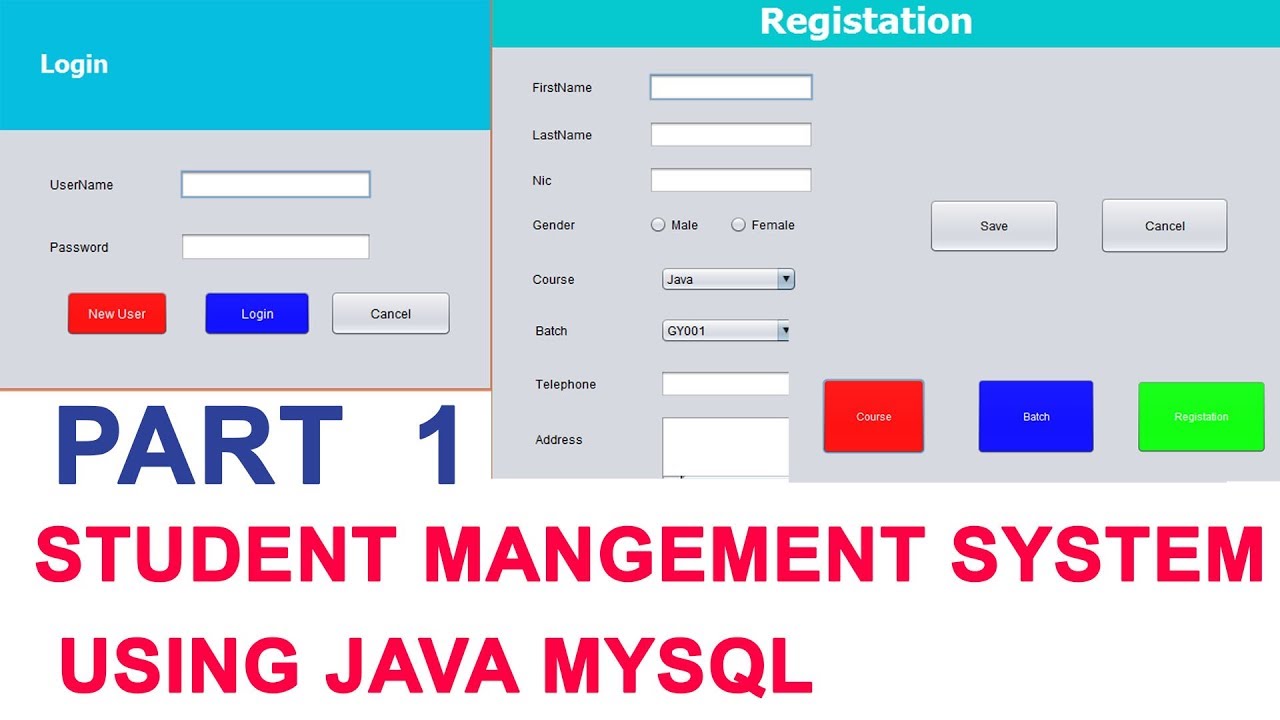 Login
UserName
Password
New User
Login
Cancel
Registation
FirstName
LastName
Nic
Gender
Male
Female
Course
Java
Batch
GY001
Telephone
Address
Save
Cancel
Course
Batch
Registation
PART 1
STUDENT MANGEMENT SYSTEM
USING JAVA MYSQL